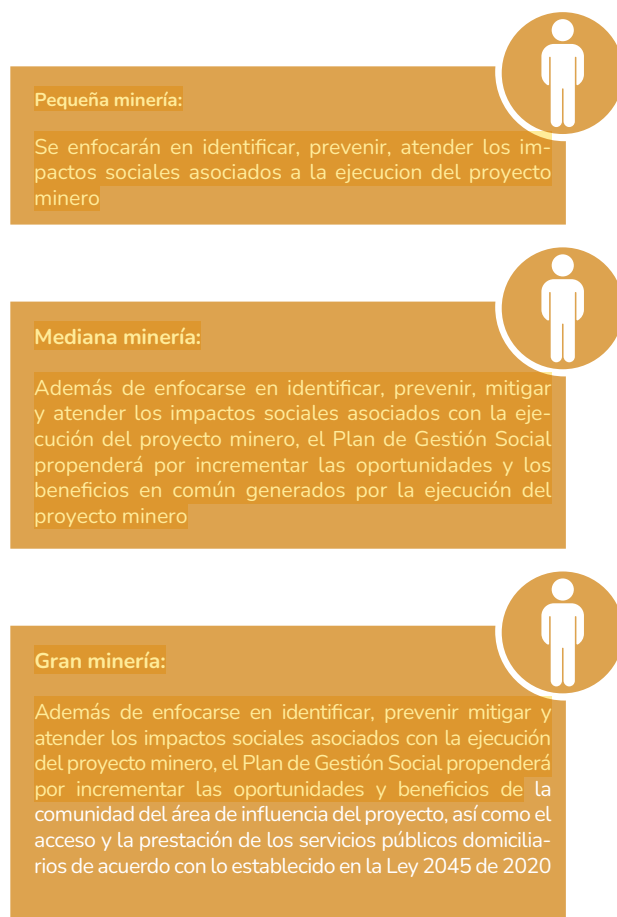 Pequeña minería:
Se enfocarán en identificar, prevenir, atender los im-
pactos sociales asociados a la ejecucion del proyecto
minero
Mediana minería:
Además de enfocarse en identificar, prevenir, mitigar
y atender los impactos sociales asociados con la eje-
cución del proyecto minero, el Plan de Gestión Social
propenderá por incrementar las oportunidades y los
beneficios en común generados por la ejecución del
proyecto minero
Gran minería:
Además de enfocarse en identificar, prevenir mitigar y
atender los impactos sociales asociados con la ejecución
del proyecto minero, el Plan de Gestión Social propenderá
por incrementar las oportunidades y beneficios de la
comunidad del área de influencia del proyecto, así como el
acceso y la prestación de los servicios públicos domicilia-
rios de acuerdo con lo establecido en la Ley 2045 de 2020